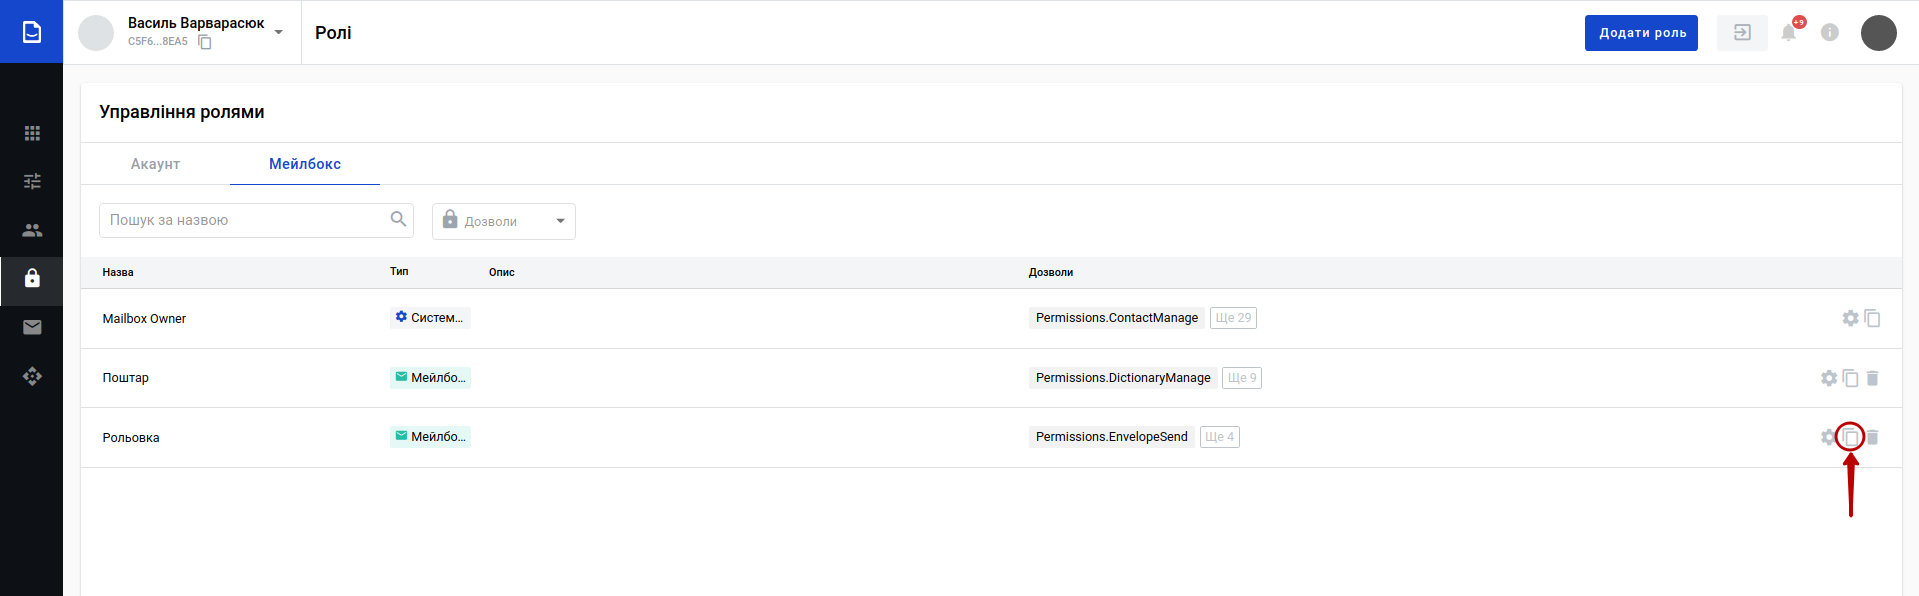 Василь Варварасюк
C5F6...8EA5
Ролі
Додати роль
+9
Управління ролями
Акаунт
Мейлбокс
Пошук за назвою
Дозволи
Назва
Тип
Опис
Дозволи
Mailbox Owner
Систем...
Permissions.ContactManage
Ще 29
Поштар
Мейлбо...
Permissions.DictionaryManage
Ще 9
Рольовка
Мейлбо...
Permissions.EnvelopeSend
Ще 4